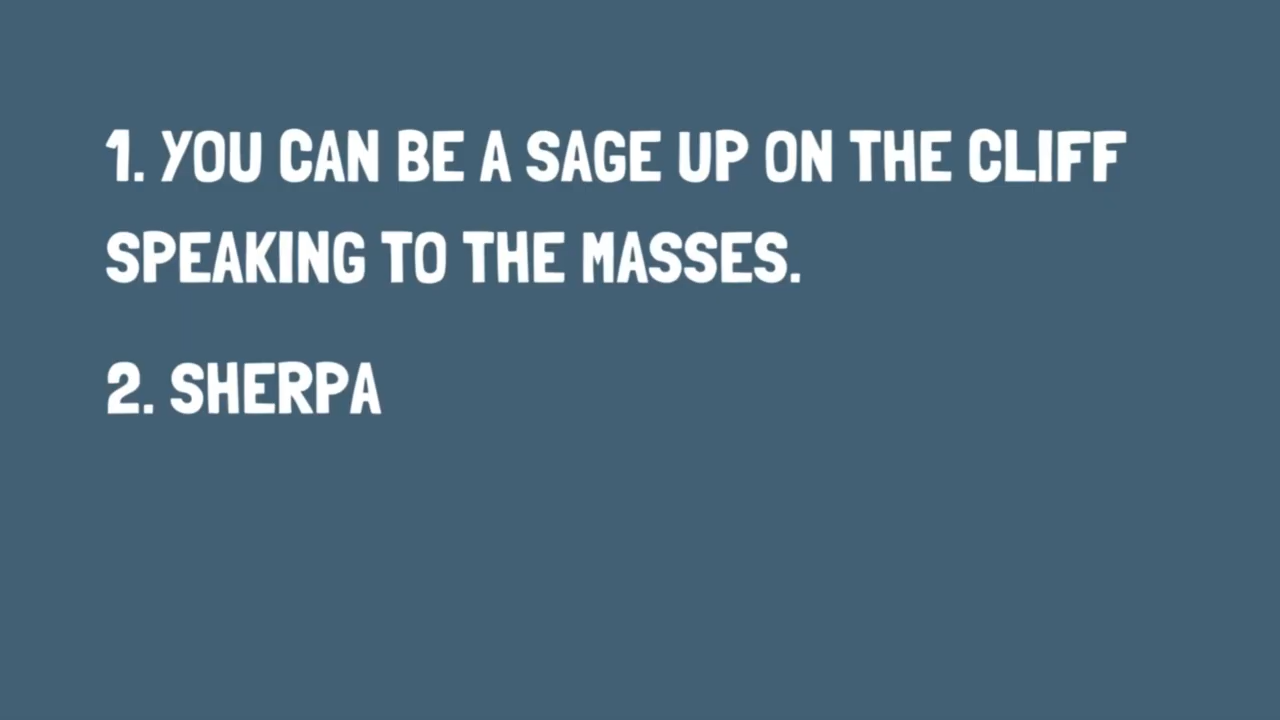 1. YOU CAN BE A SAGE UP ON THE CLIFF
SPEAKING TO THE MASSES.
2. SHERPA